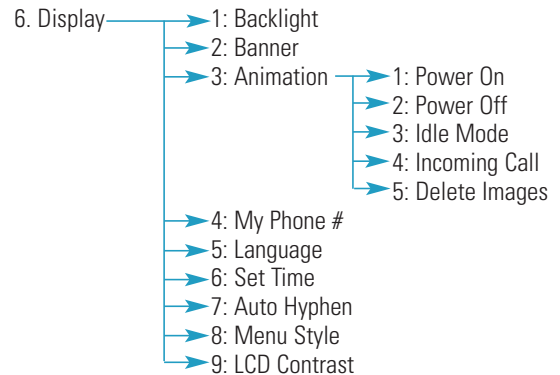 6. Display
1: Backlight
2: Banner
3: Animation
1: Power On
2: Power Off
3: Idle Mode
4: Incoming Call
5: Delete Images
4: My Phone #
5: Language
6: Set Time
7: Auto Hyphen
8: Menu Style
9: LCD Contrast